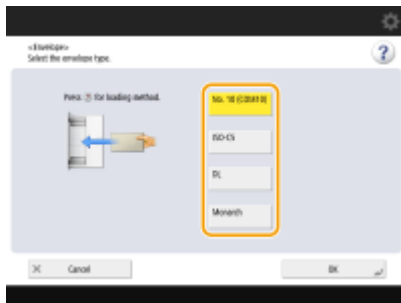 <Envelope>
Select the envelope type.
?
Press ? for loading method.
No. 10 (COM10)
ISO-C5
DL
Monarch
× Cancel
OK